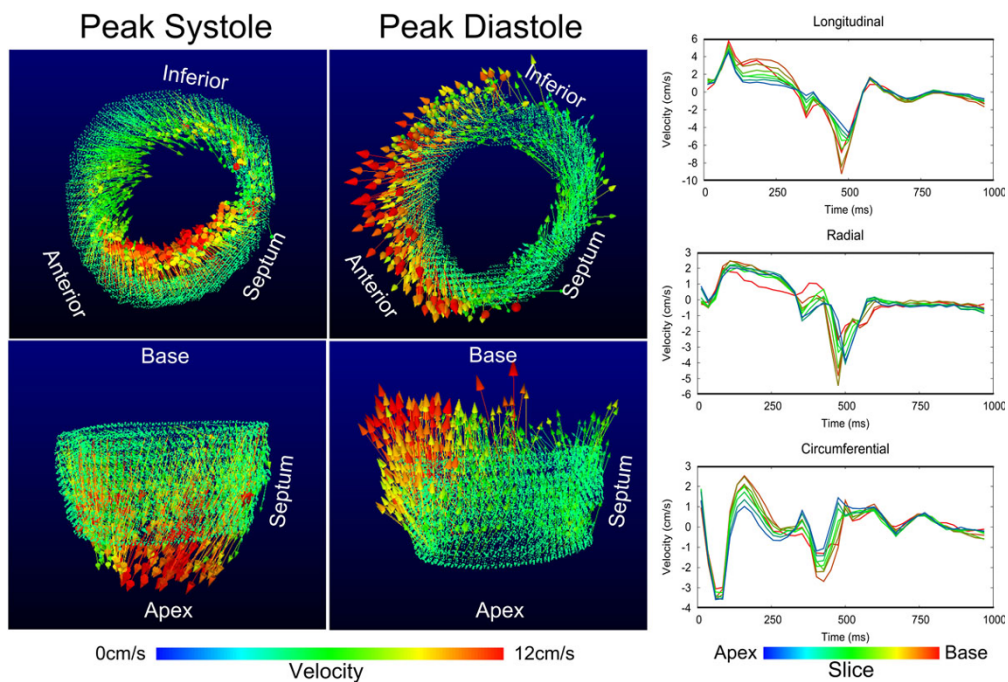 Peak Systole
Peak Diastole
Inferior
Anterior
Septum
Inferior
Anterior
Septum
Base
Septum
Apex
Base
Septum
Apex
0cm/s
12cm/s
Velocity
Longitudinal
Velocity (cm/s)
6
4
2
0
-2
-4
-6
-8
-10
0
250
500
750
1000
Time (ms)
Radial
Velocity (cm/s)
3
2
1
0
-1
-2
-3
-4
-5
-6
0
250
500
750
1000
Time (ms)
Circumferential
Velocity (cm/s)
3
2
1
0
-1
-2
-3
-4
0
250
500
750
1000
Time (ms)
Apex
Base
Slice